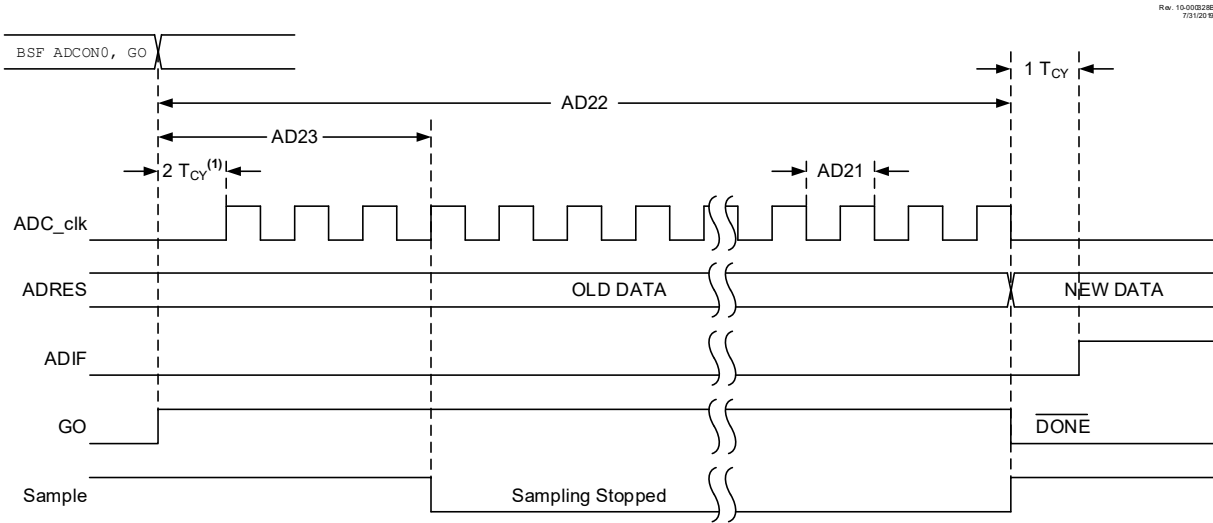 Rev. 10-000328E
7/31/2019
BSF ADCON0, GO
1 TCY
AD22
AD23
2 TCY(1)
AD21
ADC_clk
ADRES
OLD DATA
NEW DATA
ADIF
GO
DONE
Sample
Sampling Stopped